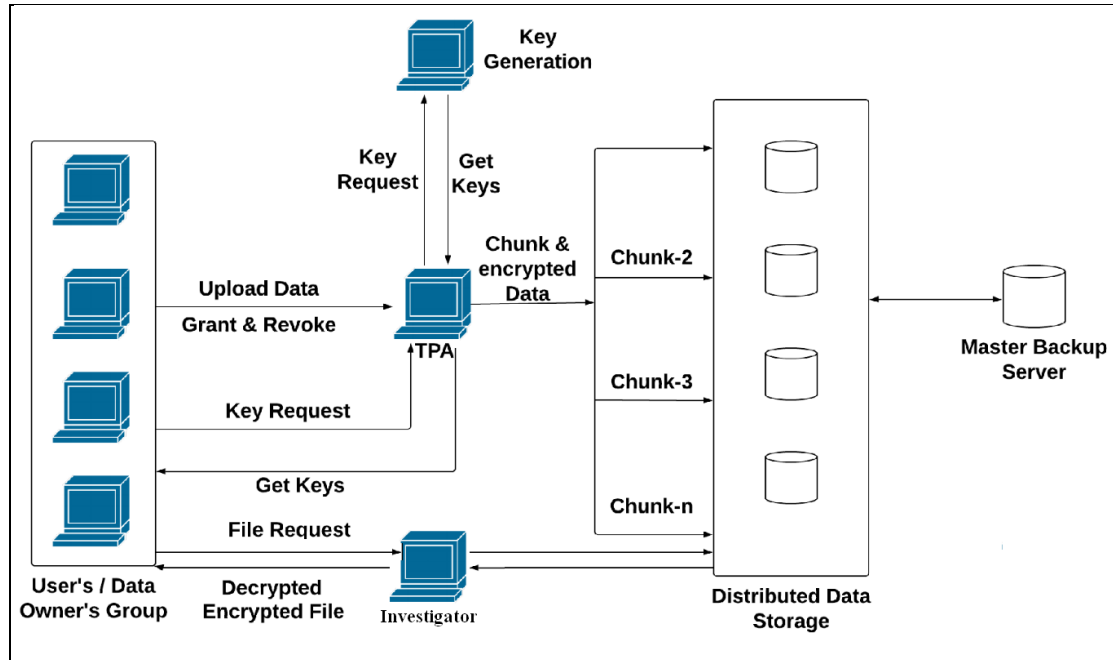 Key
Generation
Key
Request
Get
Keys
Chunk &
encrypted
Data
Chunk-2
Upload Data
Grant & Revoke
TPA
Master Backup
Server
Chunk-3
Key Request
Get Keys
Chunk-n
File Request
User's / Data
Owner's Group
Decrypted
Encrypted File
Investigator
Distributed Data
Storage